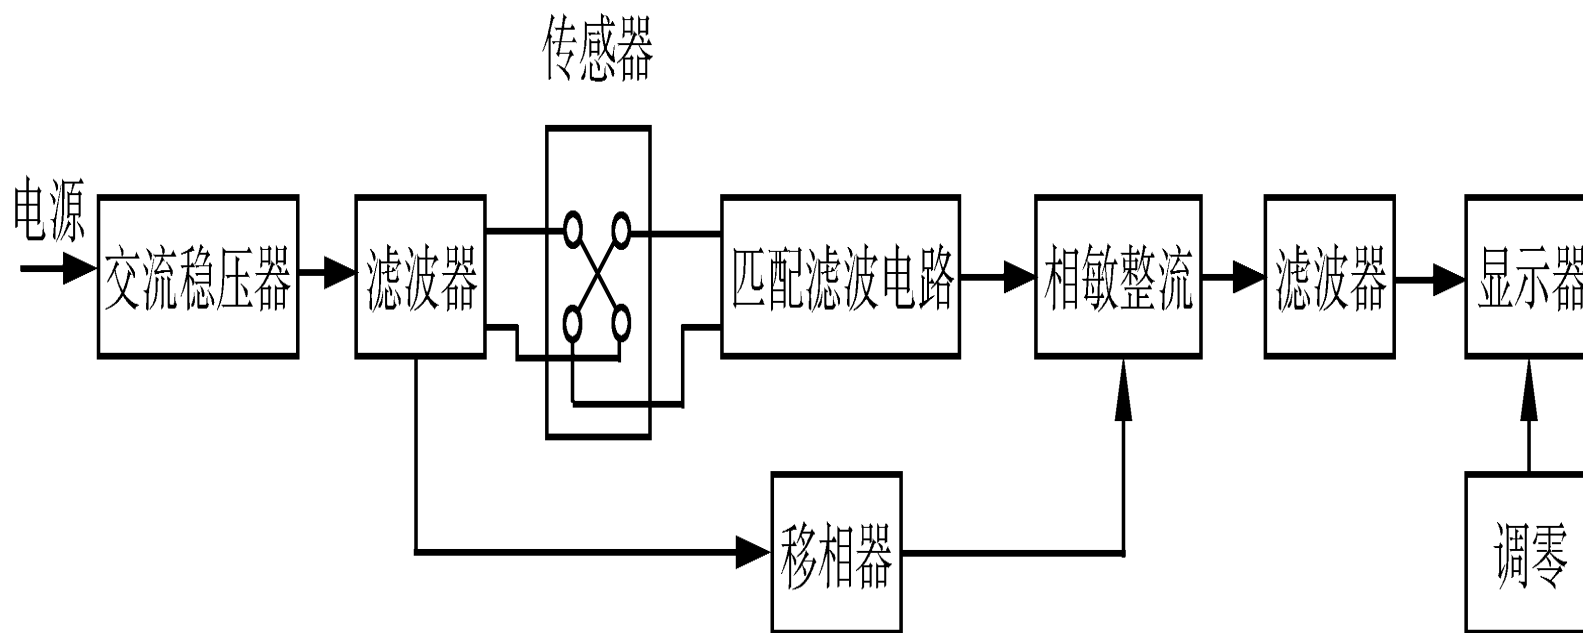 传感器
电源
交流稳压器
滤波器
匹配滤波电路
相敏整流
滤波器
显示器
移相器
调零